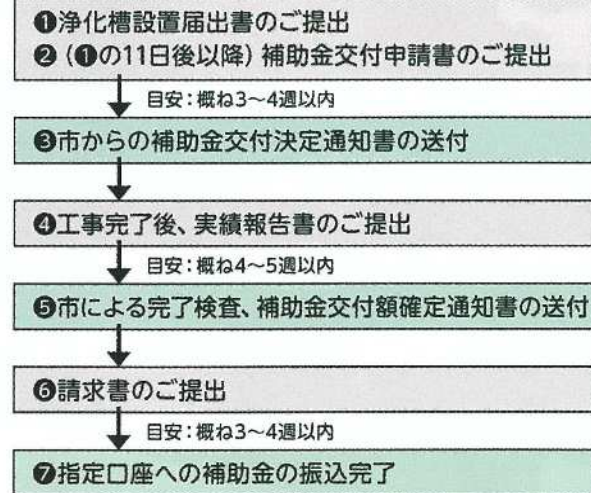 ❶浄化槽設置届出書のご提出
❷（❶の11日後以降）補助金交付申請書のご提出
目安：概ね3〜4週以内
❸市からの補助金交付決定通知書の送付
❹工事完了後、実績報告書のご提出
目安：概ね4〜5週以内
❺市による完了検査、補助金交付額確定通知書の送付
❻請求書のご提出
目安：概ね3〜4週以内
❼指定口座への補助金の振込完了